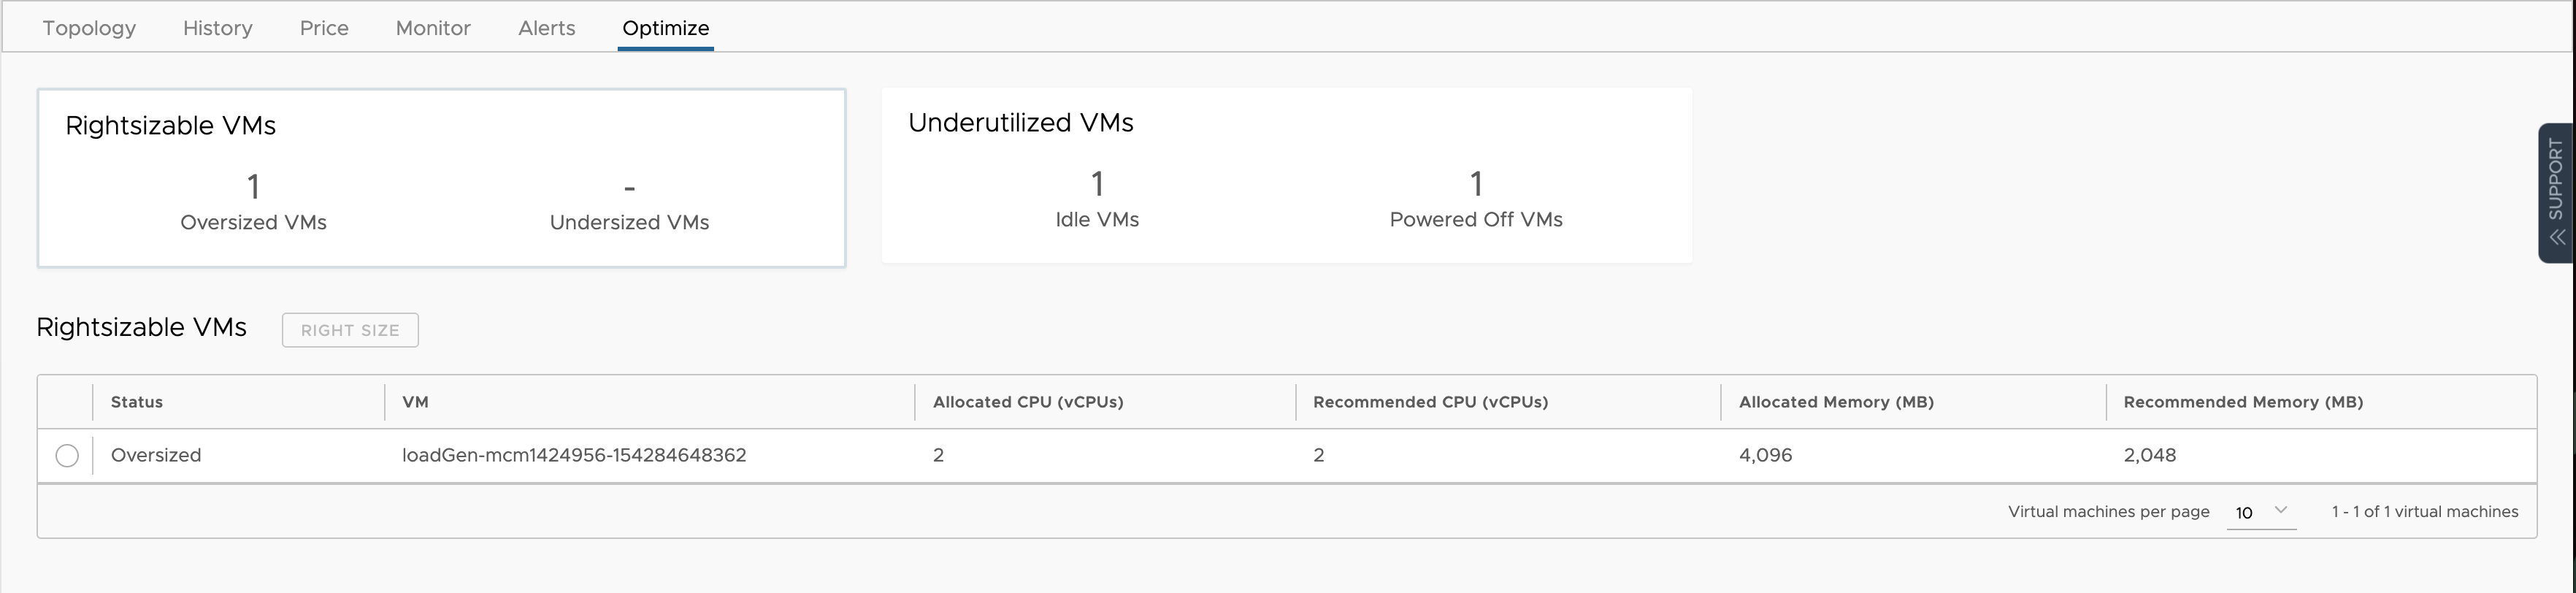 Topology History Price Monitor Alerts Optimize
Rightsizable VMs
1 -
Oversized VMs Undersized VMs
Underutilized VMs
1 1
Idle VMs Powered Off VMs
SUPPORT
Rightsizable VMs RIGHT SIZE
Status VM Allocated CPU (vCPUs) Recommended CPU (vCPUs) Allocated Memory (MB) Recommended Memory (MB)
Oversized loadGen-mcm1424956-154284648362 2 2 4,096 2,048
Virtual machines per page 10 1 - 1 of 1 virtual machines